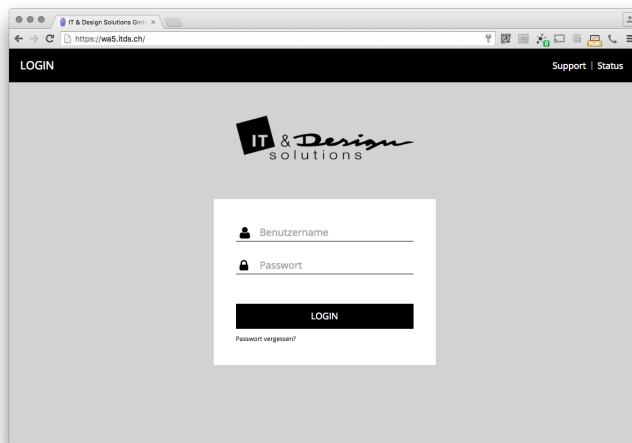 IT & Design Solutions Gmb
https://wa5.itds.ch/
LOGIN
Support | Status
IT & Design
solutions
Benutzername
Passwort
LOGIN
Passwort vergessen?